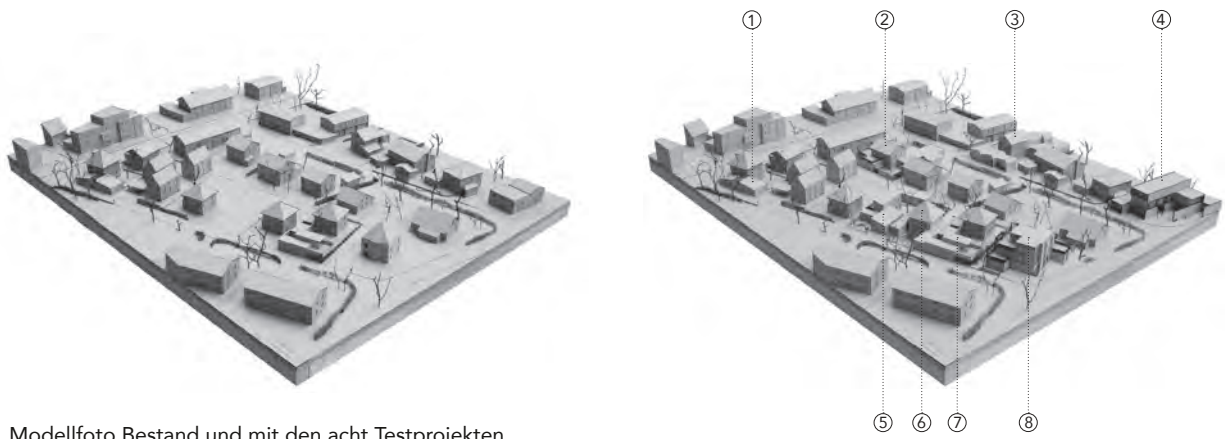 ① ② ③ ④
⑤ ⑥ ⑦ ⑧
Modellfoto Bestand und mit den acht Testprojekten